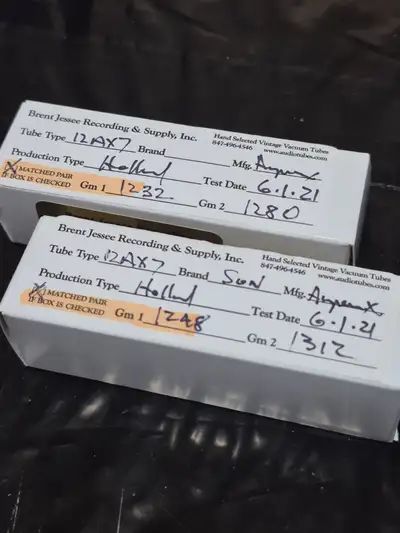 Brent Jessee Recording & Supply, Inc. Hand Selected Vintage Vacuum Tubes
847-496-4546 www.audiotubes.com
Tube Type 12AX7 Brand Mfg.
Production Type Holland Test Date 6.1.21
[X] MATCHED PAIR
IF BOX IS CHECKED Gm 1 1232 Gm 2 1280
Brent Jessee Recording & Supply, Inc. Hand Selected Vintage Vacuum Tubes
847-496-4546 www.audiotubes.com
Tube Type 12AX7 Brand SGN Mfg. Amperex
Production Type Holland Test Date 6.1.21
[X] MATCHED PAIR
IF BOX IS CHECKED Gm 1 1248 Gm 2 1312